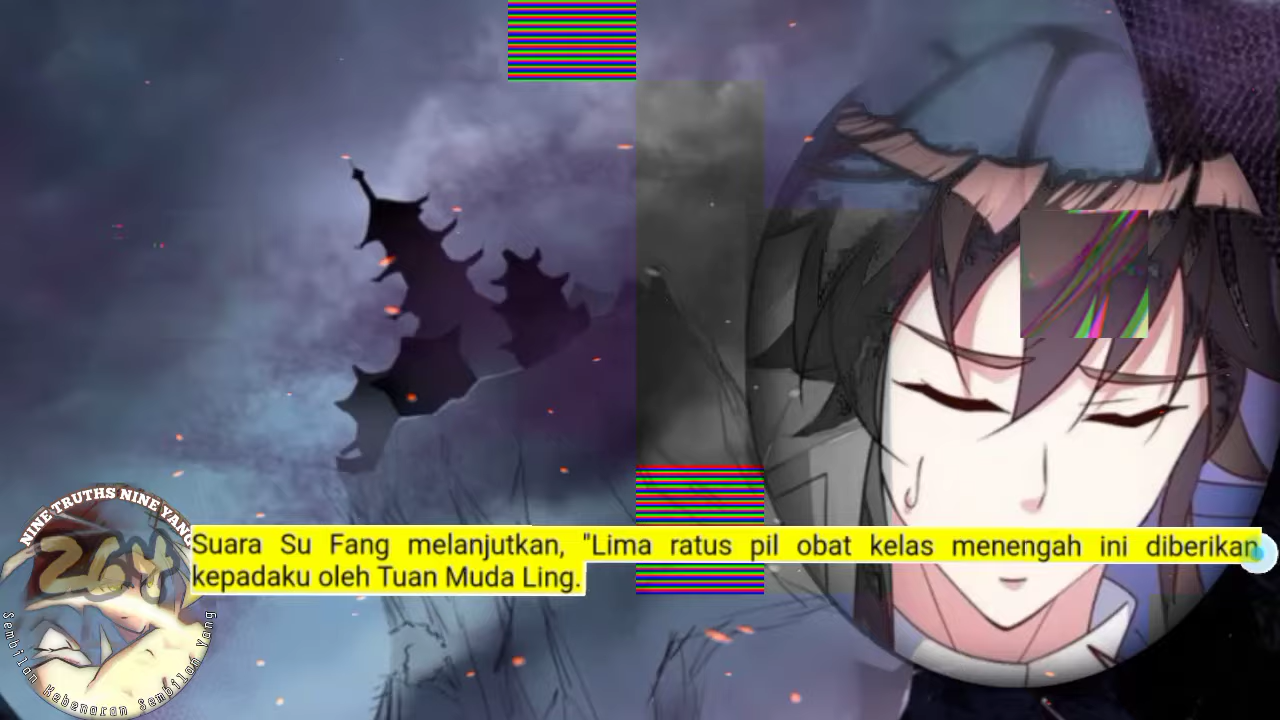 NINE TRUTHS NINE YANG
264
Suara Su Fang melanjutkan, "Lima ratus pil obat kelas menengah ini diberikan
kepadaku oleh Tuan Muda Ling.
Sembilan Kebenaran Sembilan Yang